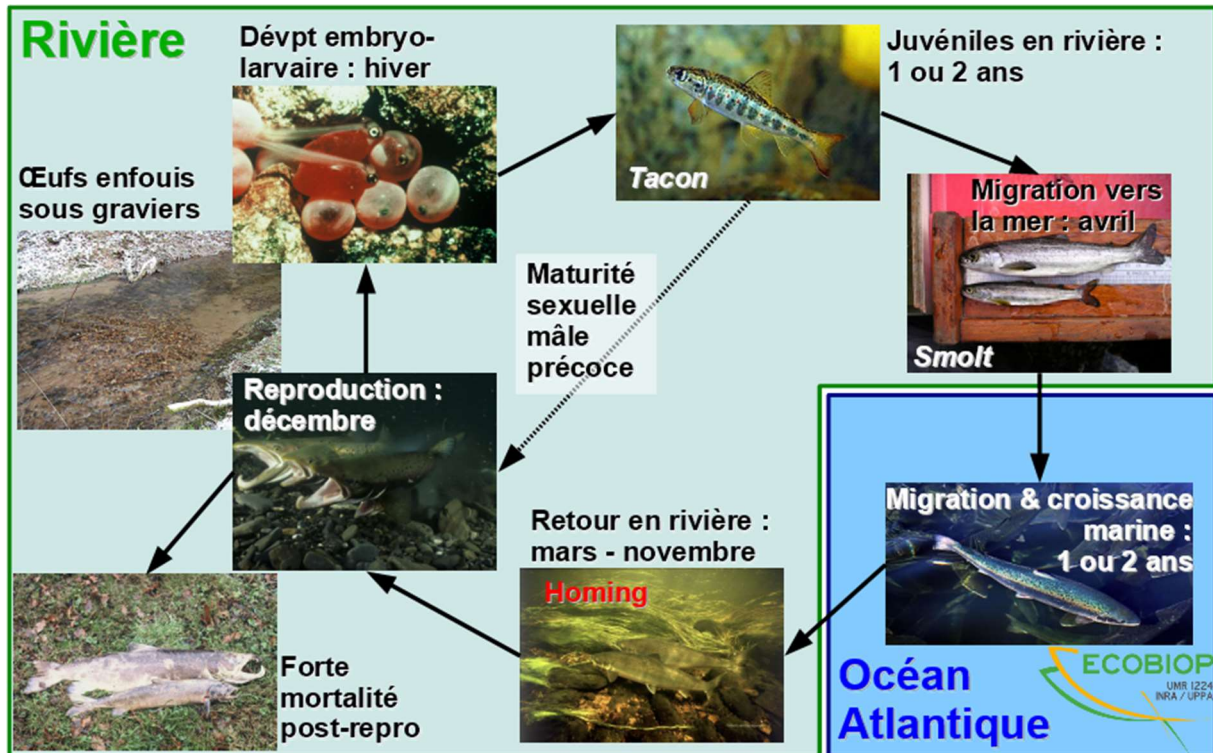 Rivière
Dévpt embryo-
larvaire : hiver
Juvéniles en rivière :
1 ou 2 ans
Tacon
Œufs enfouis
sous graviers
Migration vers
la mer : avril
Smolt
Maturité
sexuelle
mâle
précoce
Reproduction :
décembre
Migration & croissance
marine :
1 ou 2 ans
Retour en rivière :
mars - novembre
Homing
Forte
mortalité
post-repro
Océan
Atlantique
ECOBIOP
UMR 1224
INRA / UPPA